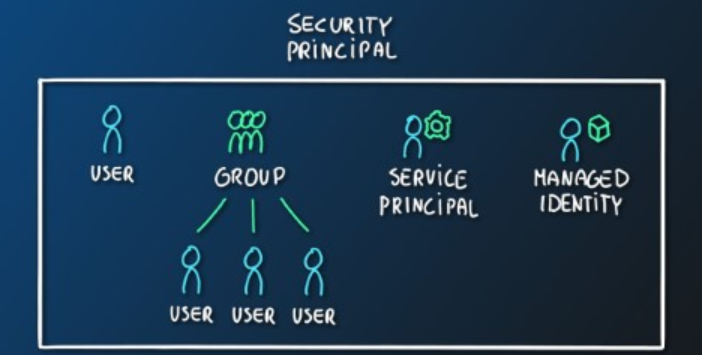 SECURITY
PRINCIPAL
USER
GROUP
SERVICE
PRINCIPAL
MANAGED
IDENTITY
USER
USER
USER